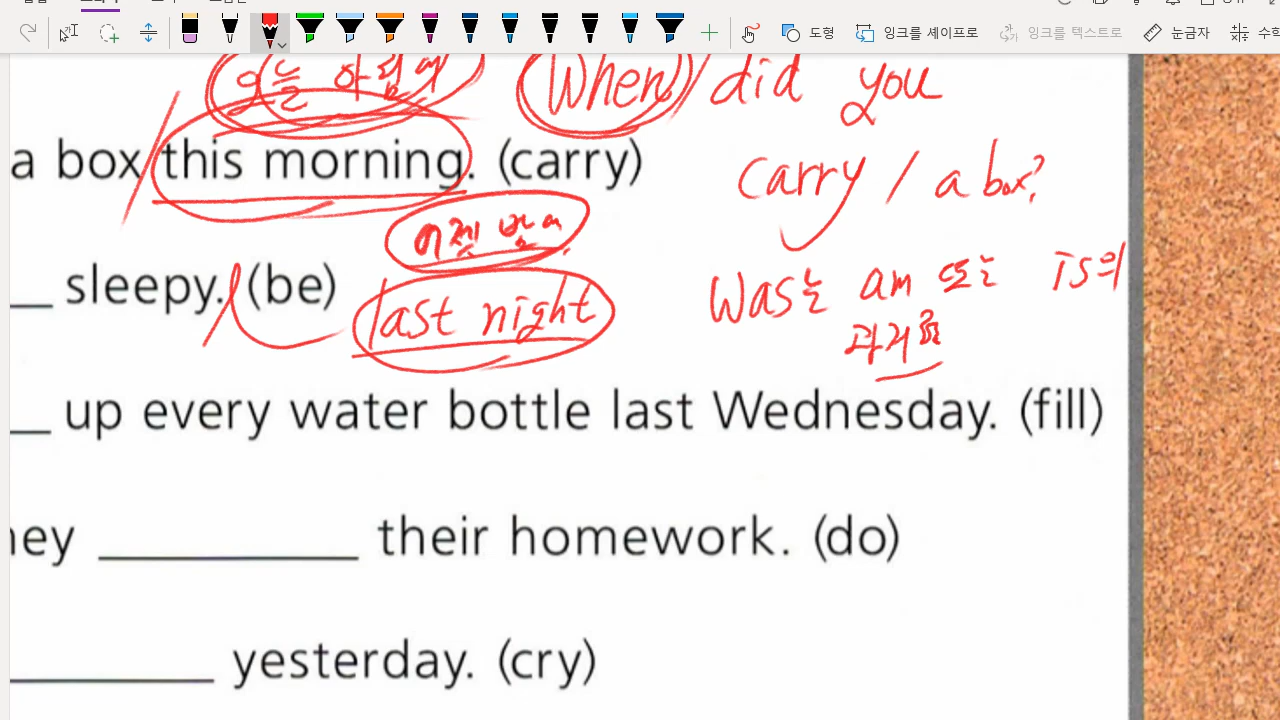 도형 잉크를 셰이프로 잉크를 텍스트로 눈금자
오늘 아침에 When / did you
a box / this morning. (carry) carry / a box?
어젯 밤에
sleepy. (be) last night was는 am 또는 is의
과거형
up every water bottle last Wednesday. (fill)
ey ____ their homework. (do)
____ yesterday. (cry)